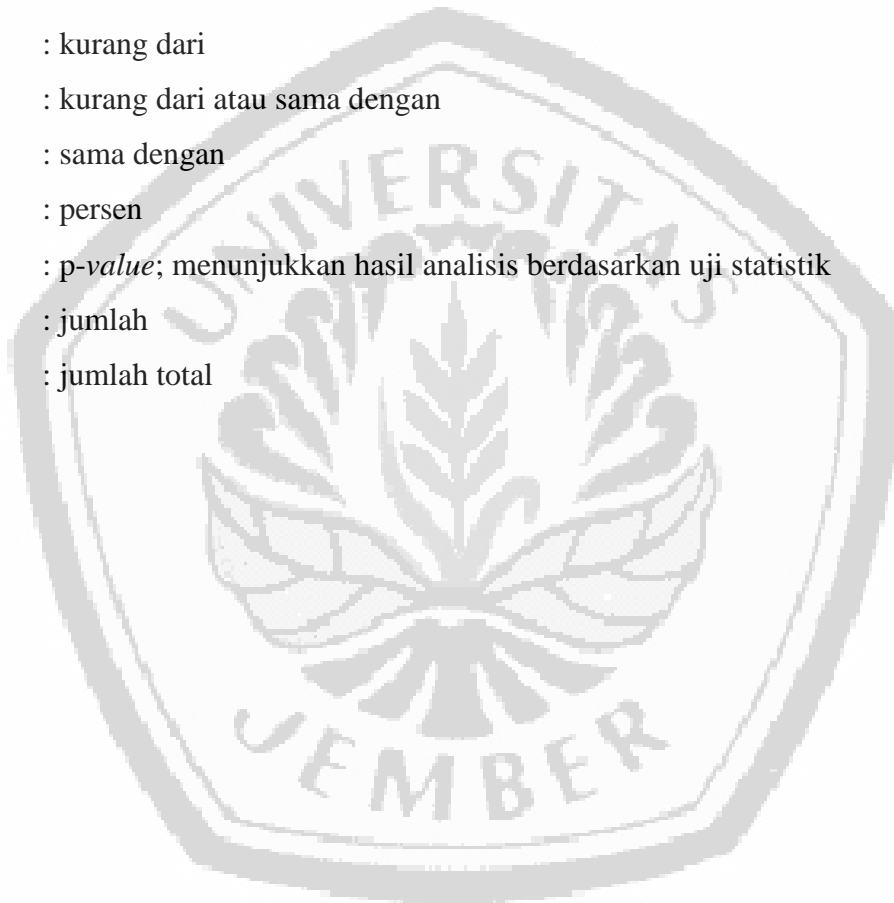 : kurang dari
: kurang dari atau sama dengan
: sama dengan
: persen
: p-value; menunjukkan hasil analisis berdasarkan uji statistik
: jumlah
: jumlah total
UNIVERSITAS
JEMBER